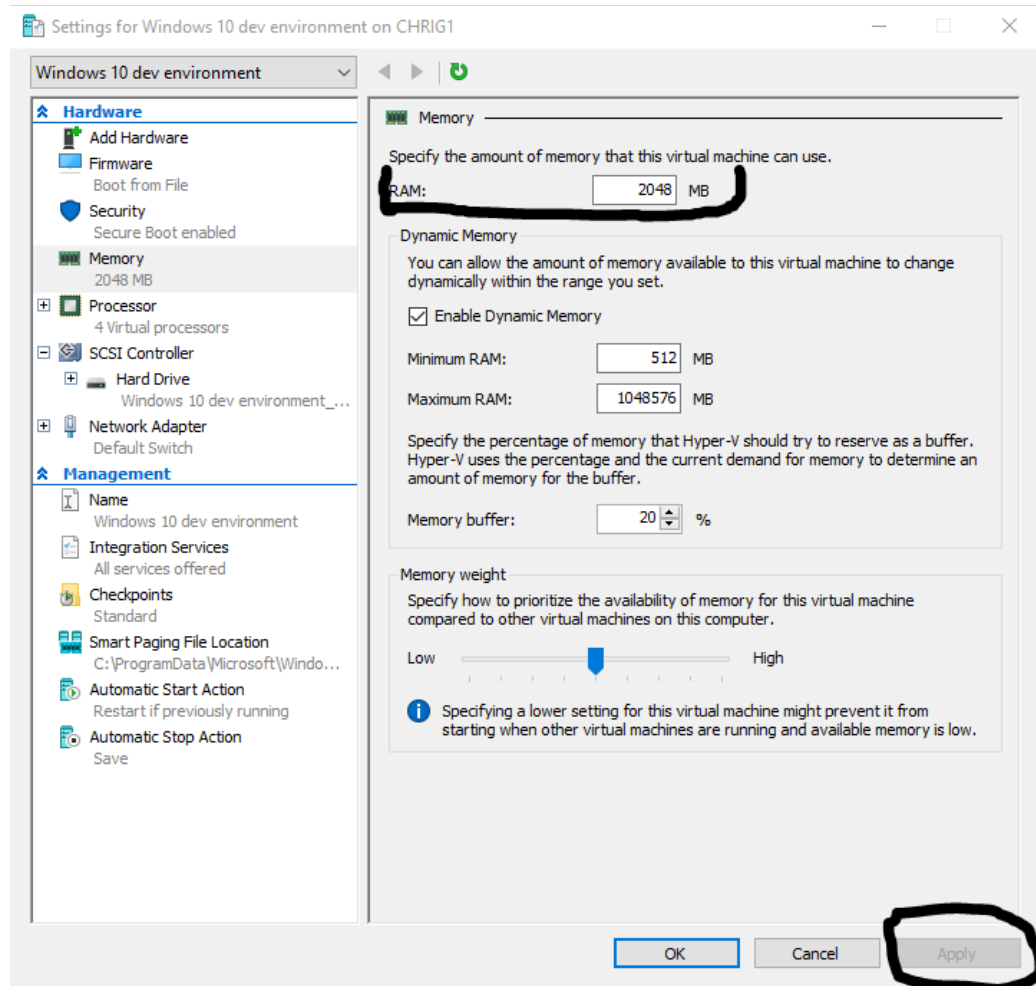 Settings for Windows 10 dev environment on CHRIG1
Windows 10 dev environment
Hardware
Add Hardware
Firmware
Boot from File
Security
Secure Boot enabled
Memory
2048 MB
Processor
4 Virtual processors
SCSI Controller
Hard Drive
Windows 10 dev environment_...
Network Adapter
Default Switch
Management
Name
Windows 10 dev environment
Integration Services
All services offered
Checkpoints
Standard
Smart Paging File Location
C:\ProgramData\Microsoft\Windo...
Automatic Start Action
Restart if previously running
Automatic Stop Action
Save
Memory
Specify the amount of memory that this virtual machine can use.
RAM: 2048 MB
Dynamic Memory
You can allow the amount of memory available to this virtual machine to change
dynamically within the range you set.
Enable Dynamic Memory
Minimum RAM: 512 MB
Maximum RAM: 1048576 MB
Specify the percentage of memory that Hyper-V should try to reserve as a buffer.
Hyper-V uses the percentage and the current demand for memory to determine an
amount of memory for the buffer.
Memory buffer: 20 %
Memory weight
Specify how to prioritize the availability of memory for this virtual machine
compared to other virtual machines on this computer.
Low High
Specifying a lower setting for this virtual machine might prevent it from
starting when other virtual machines are running and available memory is low.
OK Cancel Apply